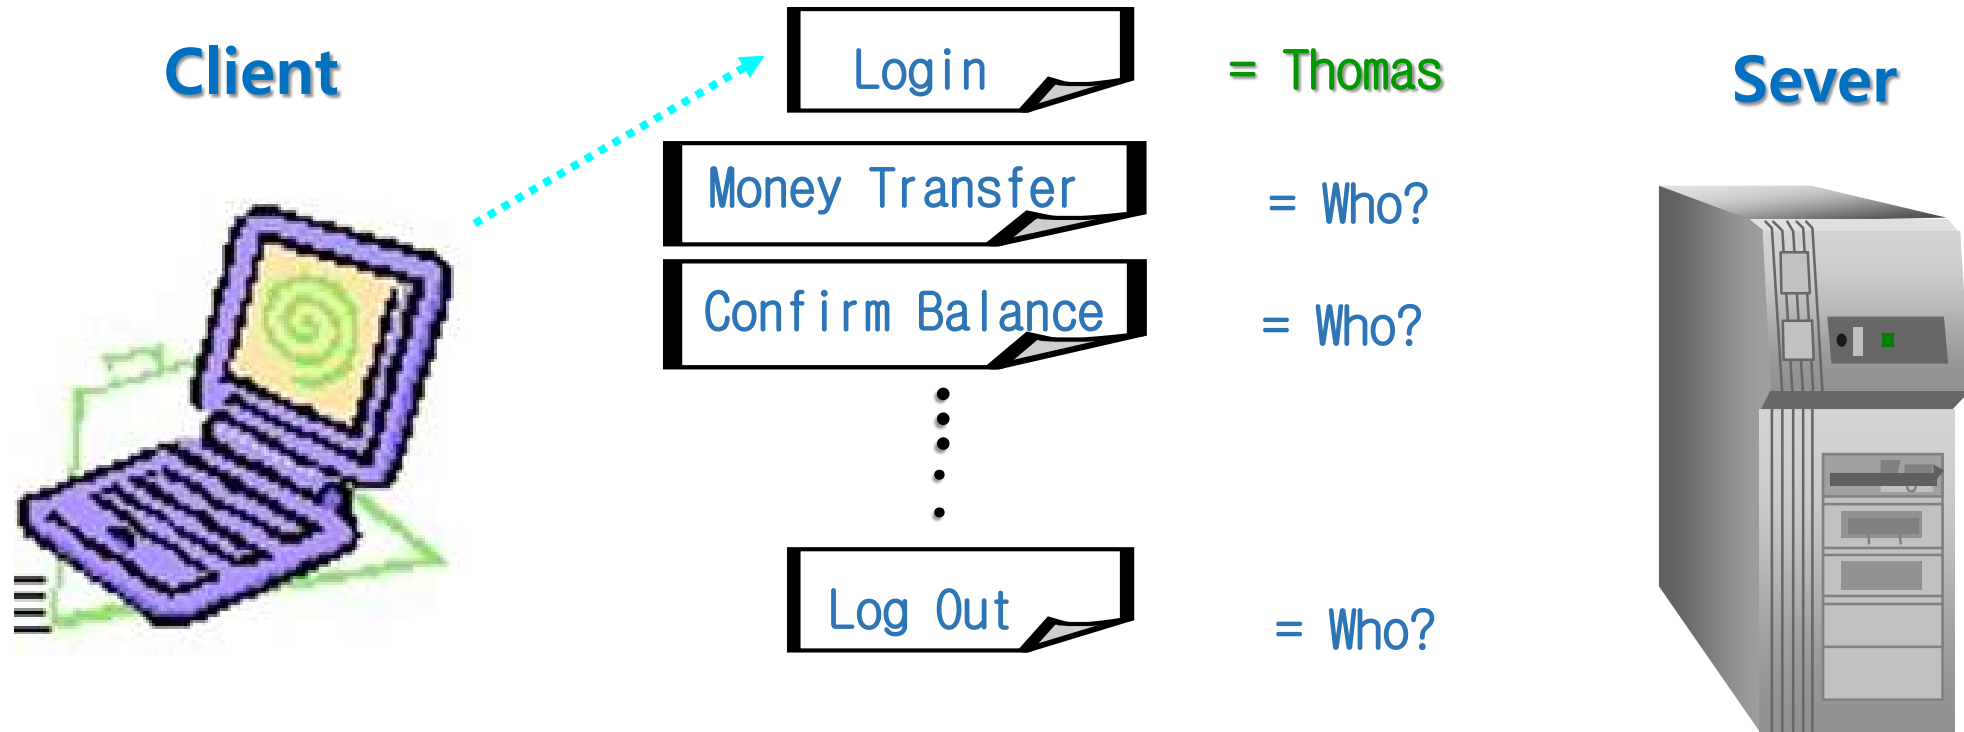 Client
Login = Thomas
Sever
Money Transfer = Who?
Confirm Balance = Who?
Log Out = Who?